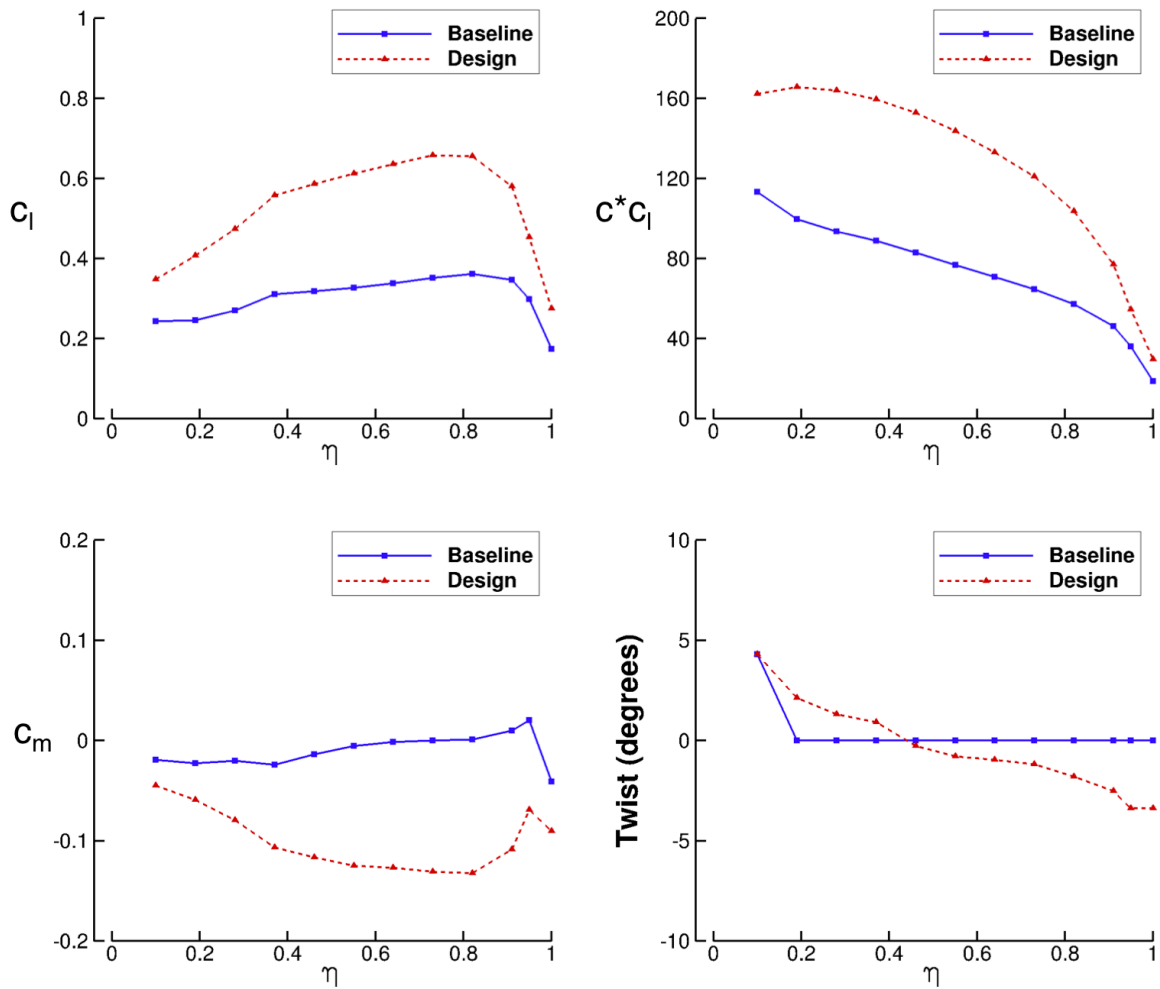 1
0.8
0.6
0.4
0.2
0
c_l
0 0.2 0.4 0.6 0.8 1
η
Baseline
Design
200
160
120
80
40
0
c*c_l
0 0.2 0.4 0.6 0.8 1
η
Baseline
Design
0.2
0.1
0
-0.1
-0.2
c_m
0 0.2 0.4 0.6 0.8 1
η
Baseline
Design
10
5
0
-5
-10
Twist (degrees)
0 0.2 0.4 0.6 0.8 1
η
Baseline
Design